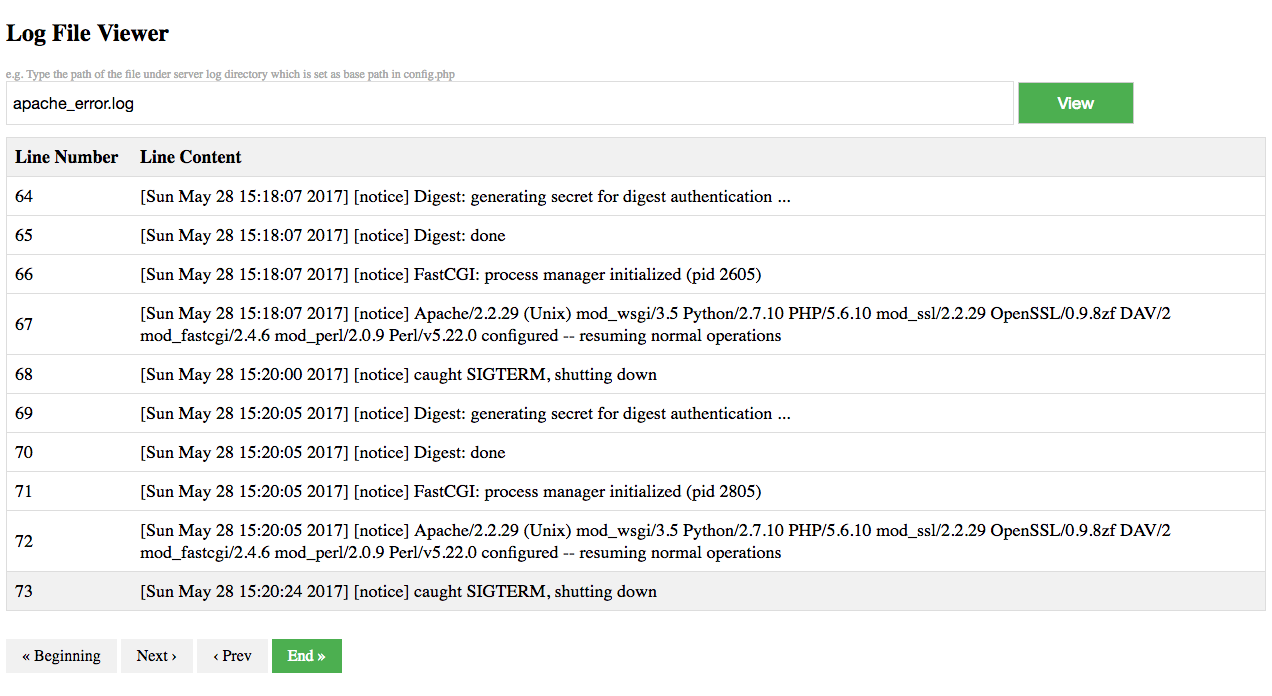 Log File Viewer
e.g. Type the path of the file under server log directory which is set as base path in config.php
apache_error.log View
Line Number Line Content
64 [Sun May 28 15:18:07 2017] [notice] Digest: generating secret for digest authentication ...
65 [Sun May 28 15:18:07 2017] [notice] Digest: done
66 [Sun May 28 15:18:07 2017] [notice] FastCGI: process manager initialized (pid 2605)
67 [Sun May 28 15:18:07 2017] [notice] Apache/2.2.29 (Unix) mod_wsgi/3.5 Python/2.7.10 PHP/5.6.10 mod_ssl/2.2.29 OpenSSL/0.9.8zf DAV/2
mod_fastcgi/2.4.6 mod_perl/2.0.9 Perl/v5.22.0 configured -- resuming normal operations
68 [Sun May 28 15:20:00 2017] [notice] caught SIGTERM, shutting down
69 [Sun May 28 15:20:05 2017] [notice] Digest: generating secret for digest authentication ...
70 [Sun May 28 15:20:05 2017] [notice] Digest: done
71 [Sun May 28 15:20:05 2017] [notice] FastCGI: process manager initialized (pid 2805)
72 [Sun May 28 15:20:05 2017] [notice] Apache/2.2.29 (Unix) mod_wsgi/3.5 Python/2.7.10 PHP/5.6.10 mod_ssl/2.2.29 OpenSSL/0.9.8zf DAV/2
mod_fastcgi/2.4.6 mod_perl/2.0.9 Perl/v5.22.0 configured -- resuming normal operations
73 [Sun May 28 15:20:24 2017] [notice] caught SIGTERM, shutting down
« Beginning Next › ‹ Prev End »